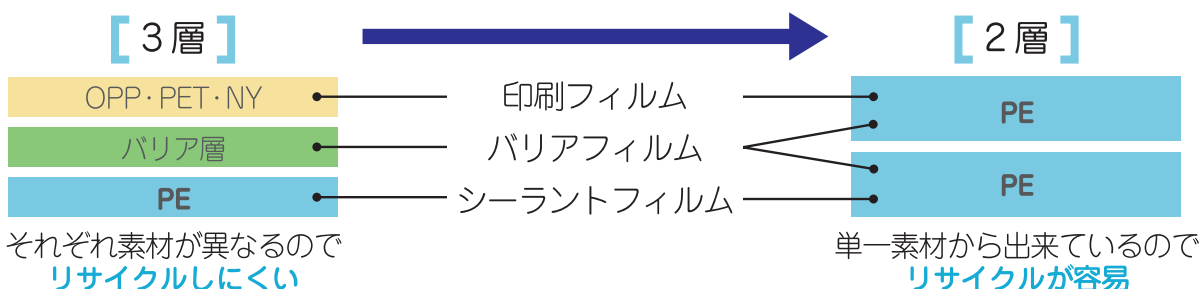 [3層]
[2層]
OPP・PET・NY
印刷フィルム
PE
バリア層
バリアフィルム
PE
シーラントフィルム
PE
それぞれ素材が異なるので
リサイクルしにくい
単一素材から出来ているので
リサイクルが容易